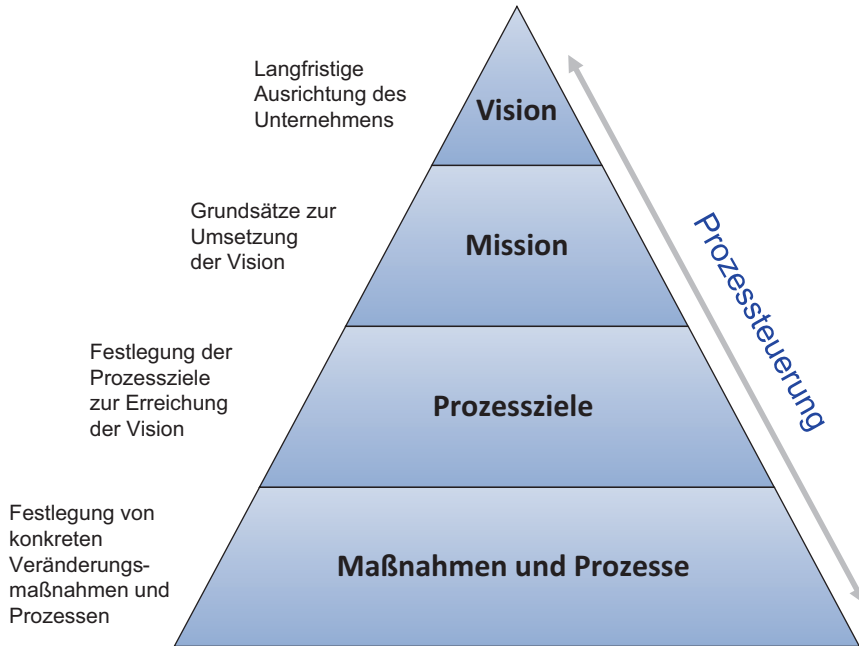 Langfristige
Ausrichtung des
Unternehmens
Vision
Grundsätze zur
Umsetzung
der Vision
Mission
Prozesssteuerung
Festlegung der
Prozessziele
zur Erreichung
der Vision
Prozessziele
Festlegung von
konkreten
Veränderungs-
maßnahmen und
Prozessen
Maßnahmen und Prozesse